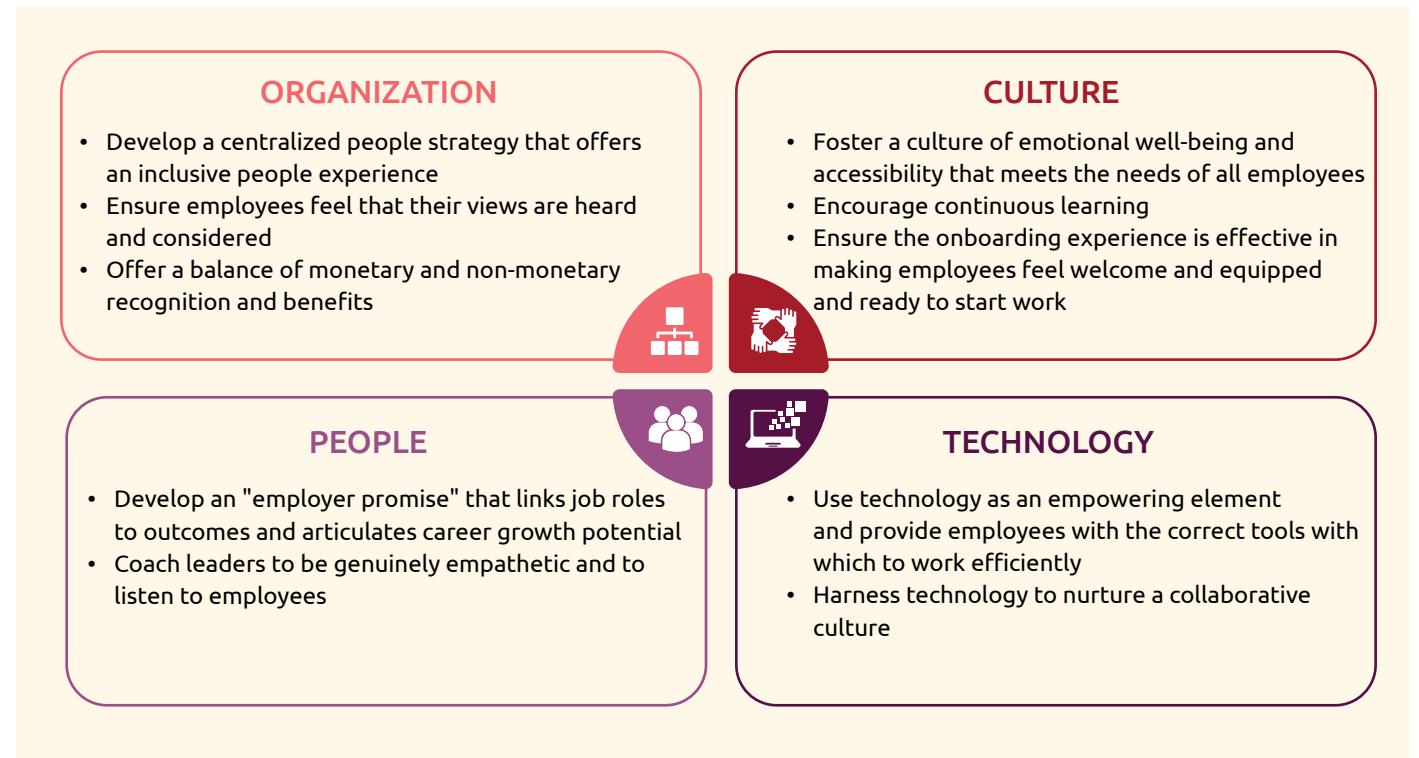 ORGANIZATION
• Develop a centralized people strategy that offers
an inclusive people experience
• Ensure employees feel that their views are heard
and considered
• Offer a balance of monetary and non-monetary
recognition and benefits
CULTURE
• Foster a culture of emotional well-being and
accessibility that meets the needs of all employees
• Encourage continuous learning
• Ensure the onboarding experience is effective in
making employees feel welcome and equipped
and ready to start work
PEOPLE
• Develop an "employer promise" that links job roles
to outcomes and articulates career growth potential
• Coach leaders to be genuinely empathetic and to
listen to employees
TECHNOLOGY
• Use technology as an empowering element
and provide employees with the correct tools with
which to work efficiently
• Harness technology to nurture a collaborative
culture